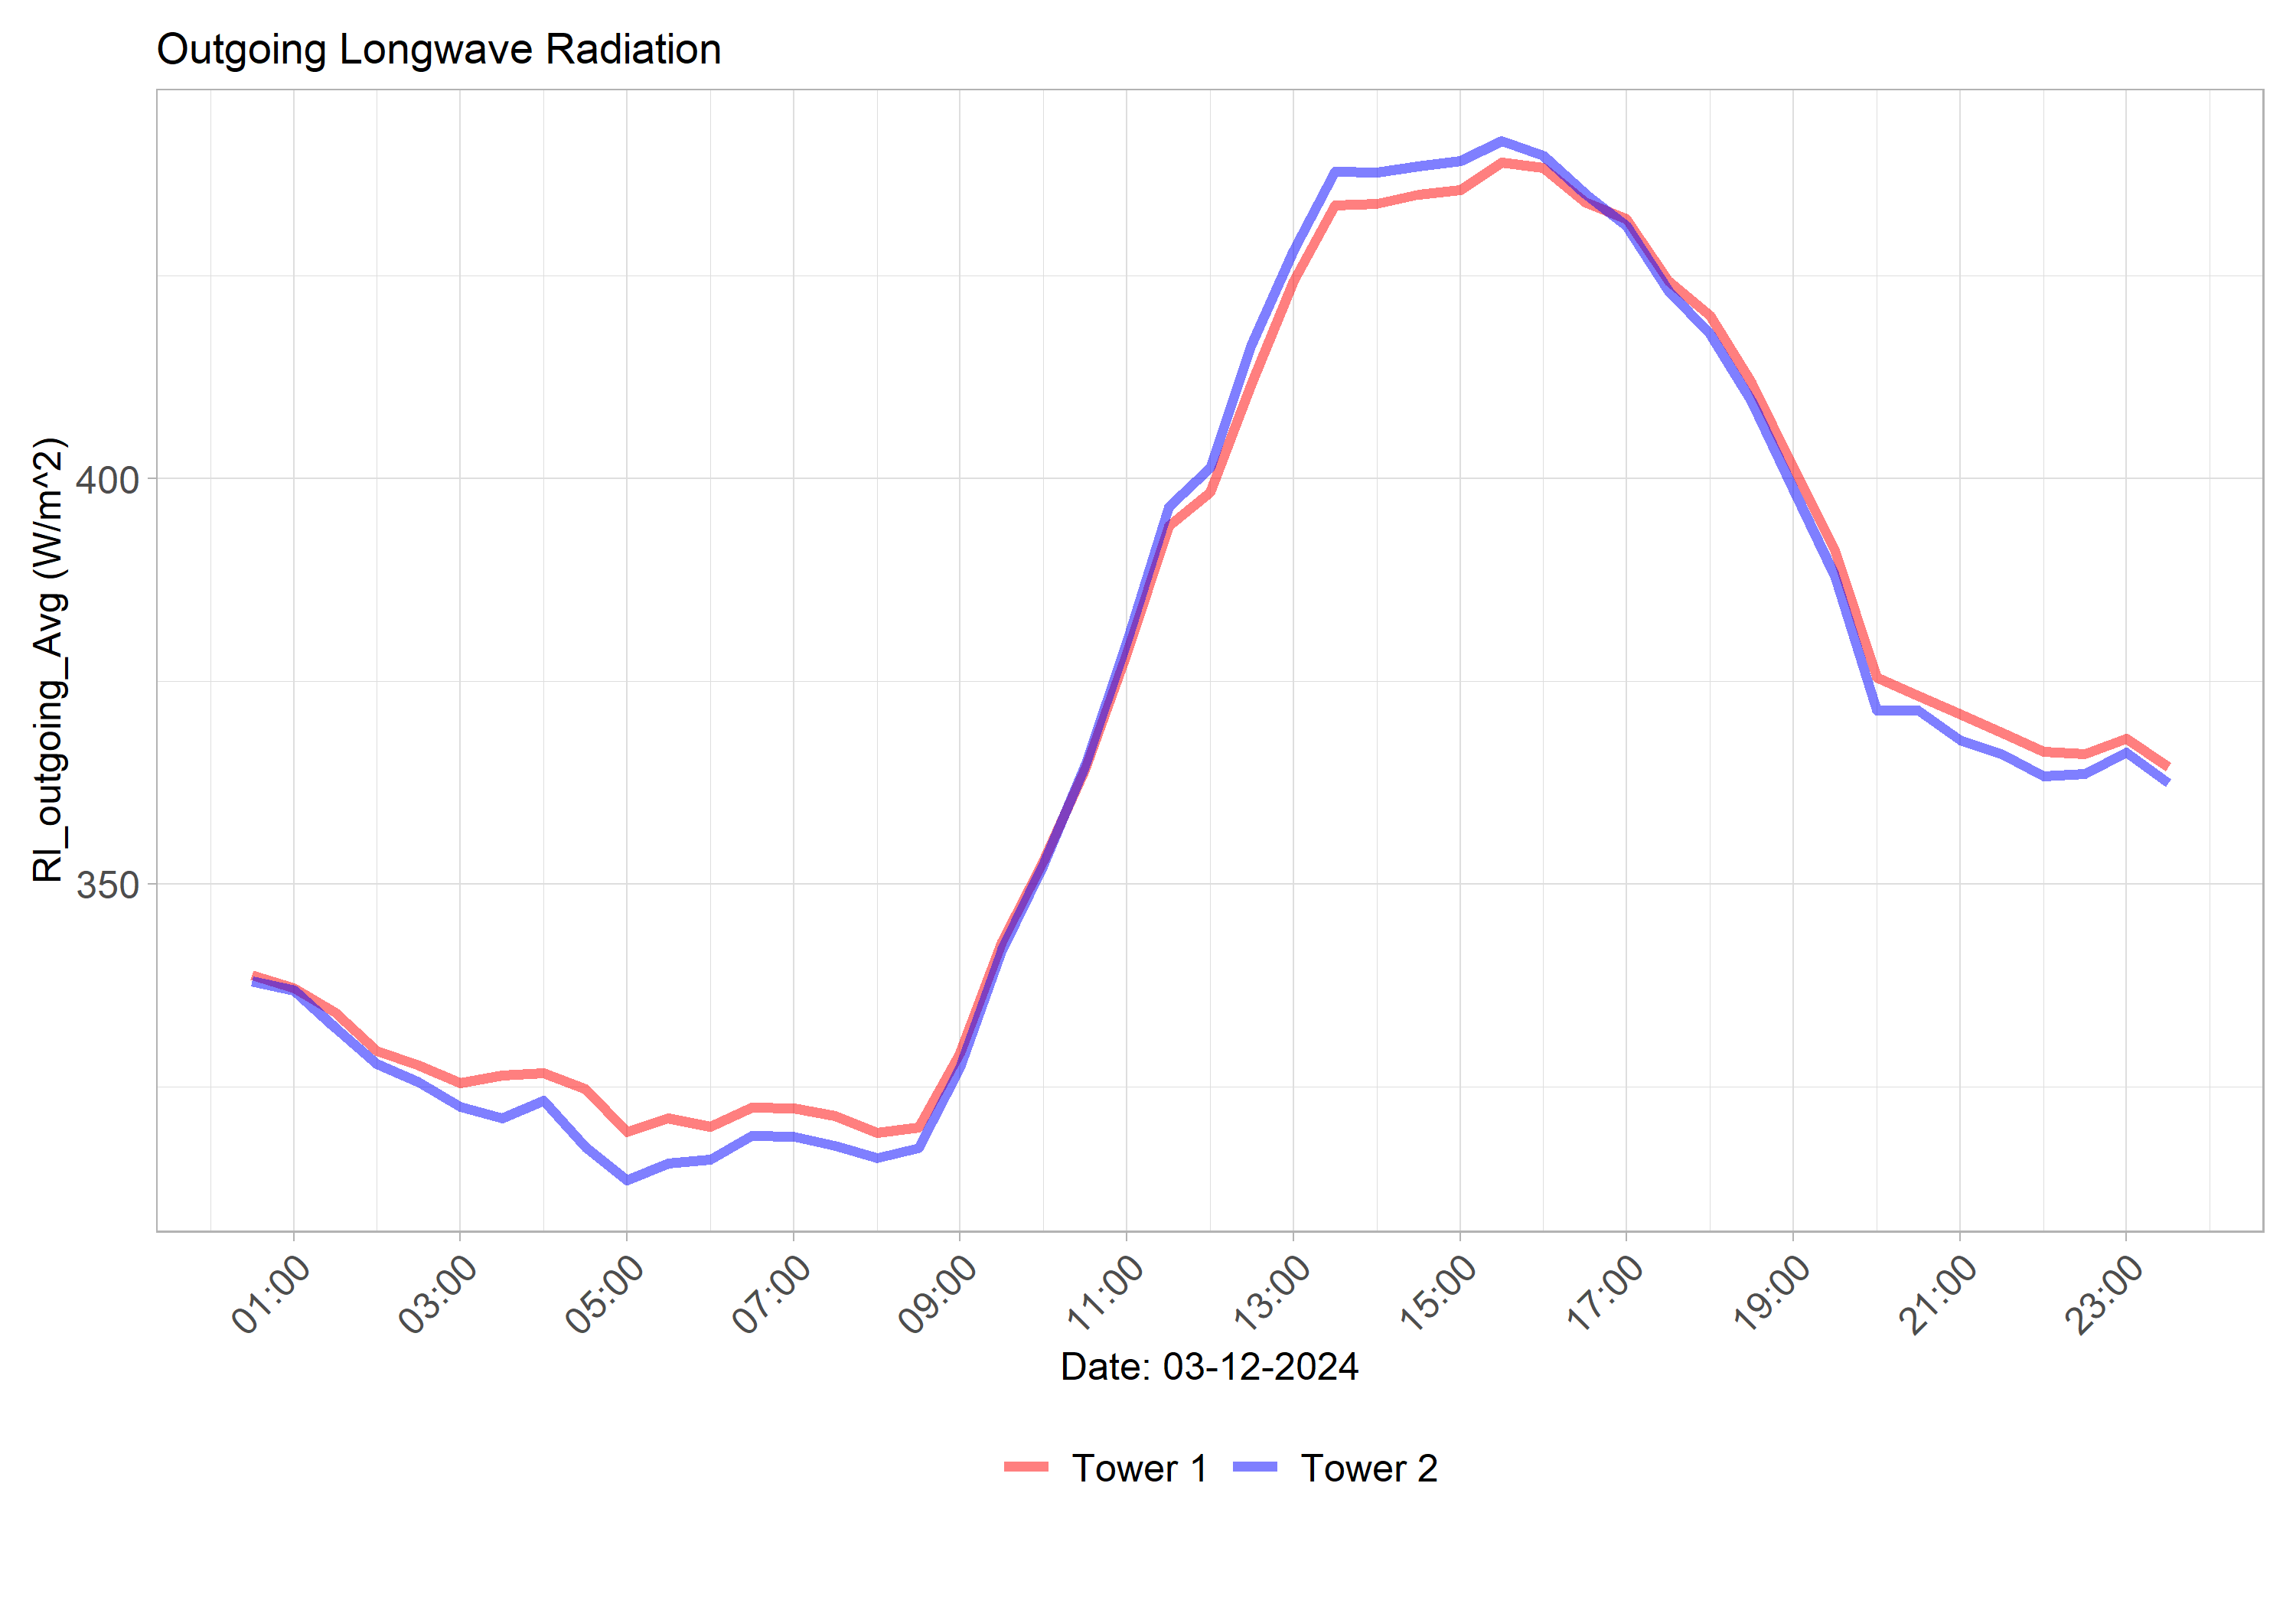 Outgoing Longwave Radiation
Rl_outgoing_Avg (W/m^2)
400
350
01:00 03:00 05:00 07:00 09:00 11:00 13:00 15:00 17:00 19:00 21:00 23:00
Date: 03-12-2024
Tower 1 Tower 2